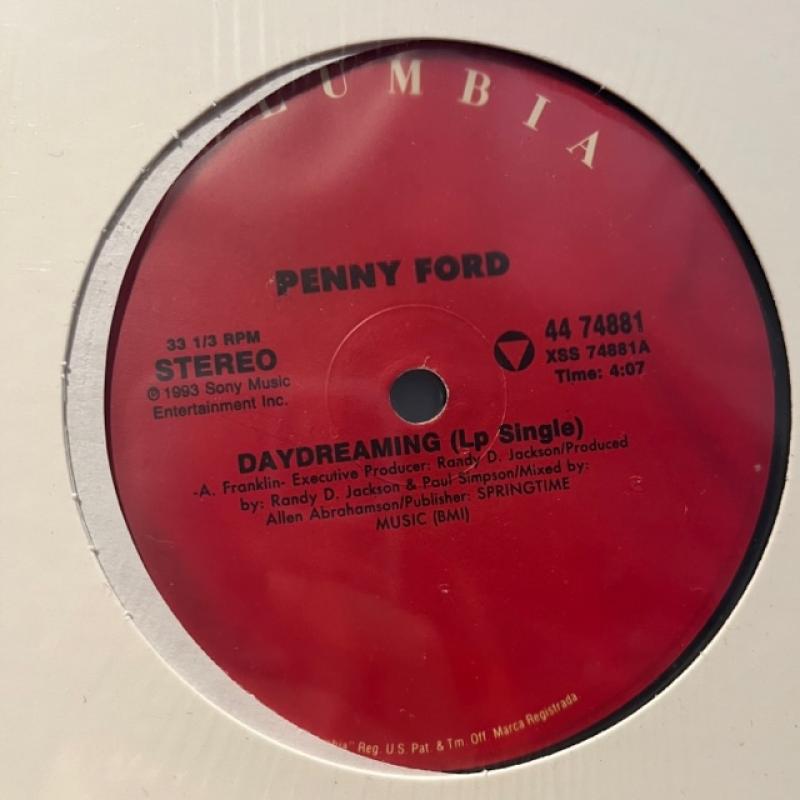 LUMBIA
PENNY FORD
33 1/3 RPM
STEREO
℗1993 Sony Music
Entertainment Inc.
44 74881
XSS 74881A
Time: 4:07
DAYDREAMING (Lp Single)
-A. Franklin- Executive Producer: Randy D. Jackson/Produced
by: Randy D. Jackson & Paul Simpson/Mixed by:
Allen Abrahamson/Publisher: SPRINGTIME
MUSIC (BMI)
Reg. U.S. Pat. & Tm. Off. Marca Registrada.